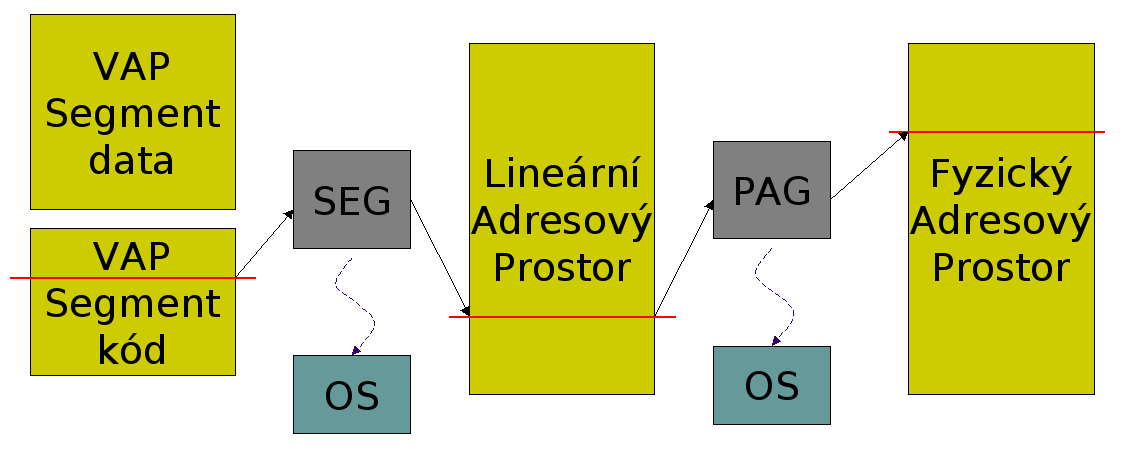 VAP
Segment
data
VAP
Segment
kód
SEG
OS
Lineární
Adresový
Prostor
PAG
OS
Fyzický
Adresový
Prostor